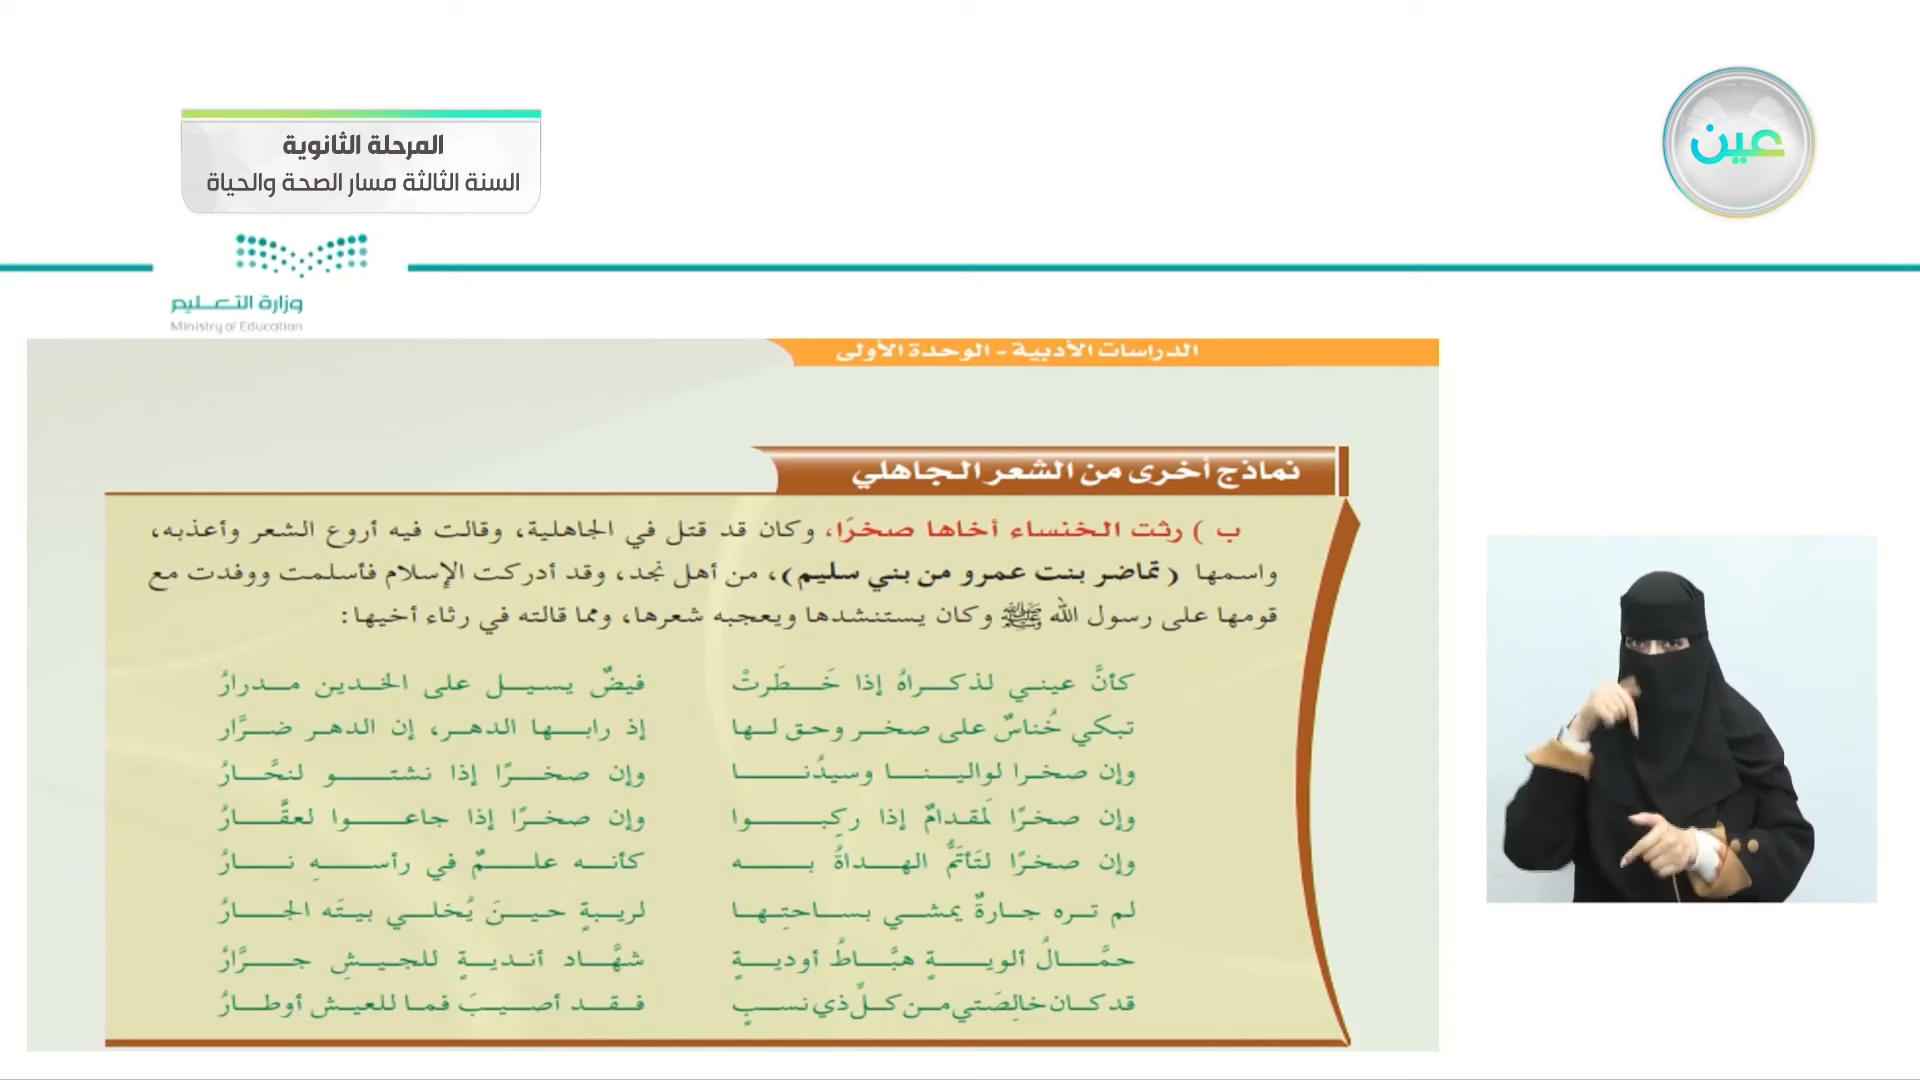 المرحلة الثانوية
السنة الثالثة مسار الصحة والحياة
عين
وزارة التعليم
Ministry of Education
الدراسات الأدبية - الوحدة الأولى
نماذج أخرى من الشعر الجاهلي
ب ) رثت الخنساء أخاها صخرًا، وكان قد قتل في الجاهلية، وقالت فيه أروع الشعر وأعذبه،
واسمها ( تماضر بنت عمرو من بني سليم)، من أهل نجد، وقد أدركت الإسلام فأسلمت ووفدت مع
قومها على رسول الله ﷺ وكان يستنشدها ويعجبه شعرها، ومما قالته في رثاء أخيها:
كأنَّ عيني لذكراهُ إذا خَطَرتْ فيضٌ يسيل على الخدين مدرارُ
تبكي خُناسٌ على صخر وحق لها إذ رابها الدهر، إن الدهر ضرَّار
وإن صخرا لوالينا وسيدُنا وإن صخرًا إذا نشتو لنحَّارُ
وإن صخرًا لَمقدامٌ إذا ركِبوا وإن صخرًا إذا جاعوا لعقَّارُ
وإن صخرًا لتَأتَمُّ الهداةُ به كأنه علمٌ في رأسهِ نارُ
لم تره جارةٌ يمشي بساحتِها لريبةٍ حينَ يُخلي بيتَه الجارُ
حمَّالُ ألويةٍ هبَّاطُ أوديةٍ شهَّاد أنديةٍ للجيشِ جرَّارُ
قد كان خالِصَتي من كلِّ ذي نسبٍ فقد أصيبَ فما للعيش أوطارُ